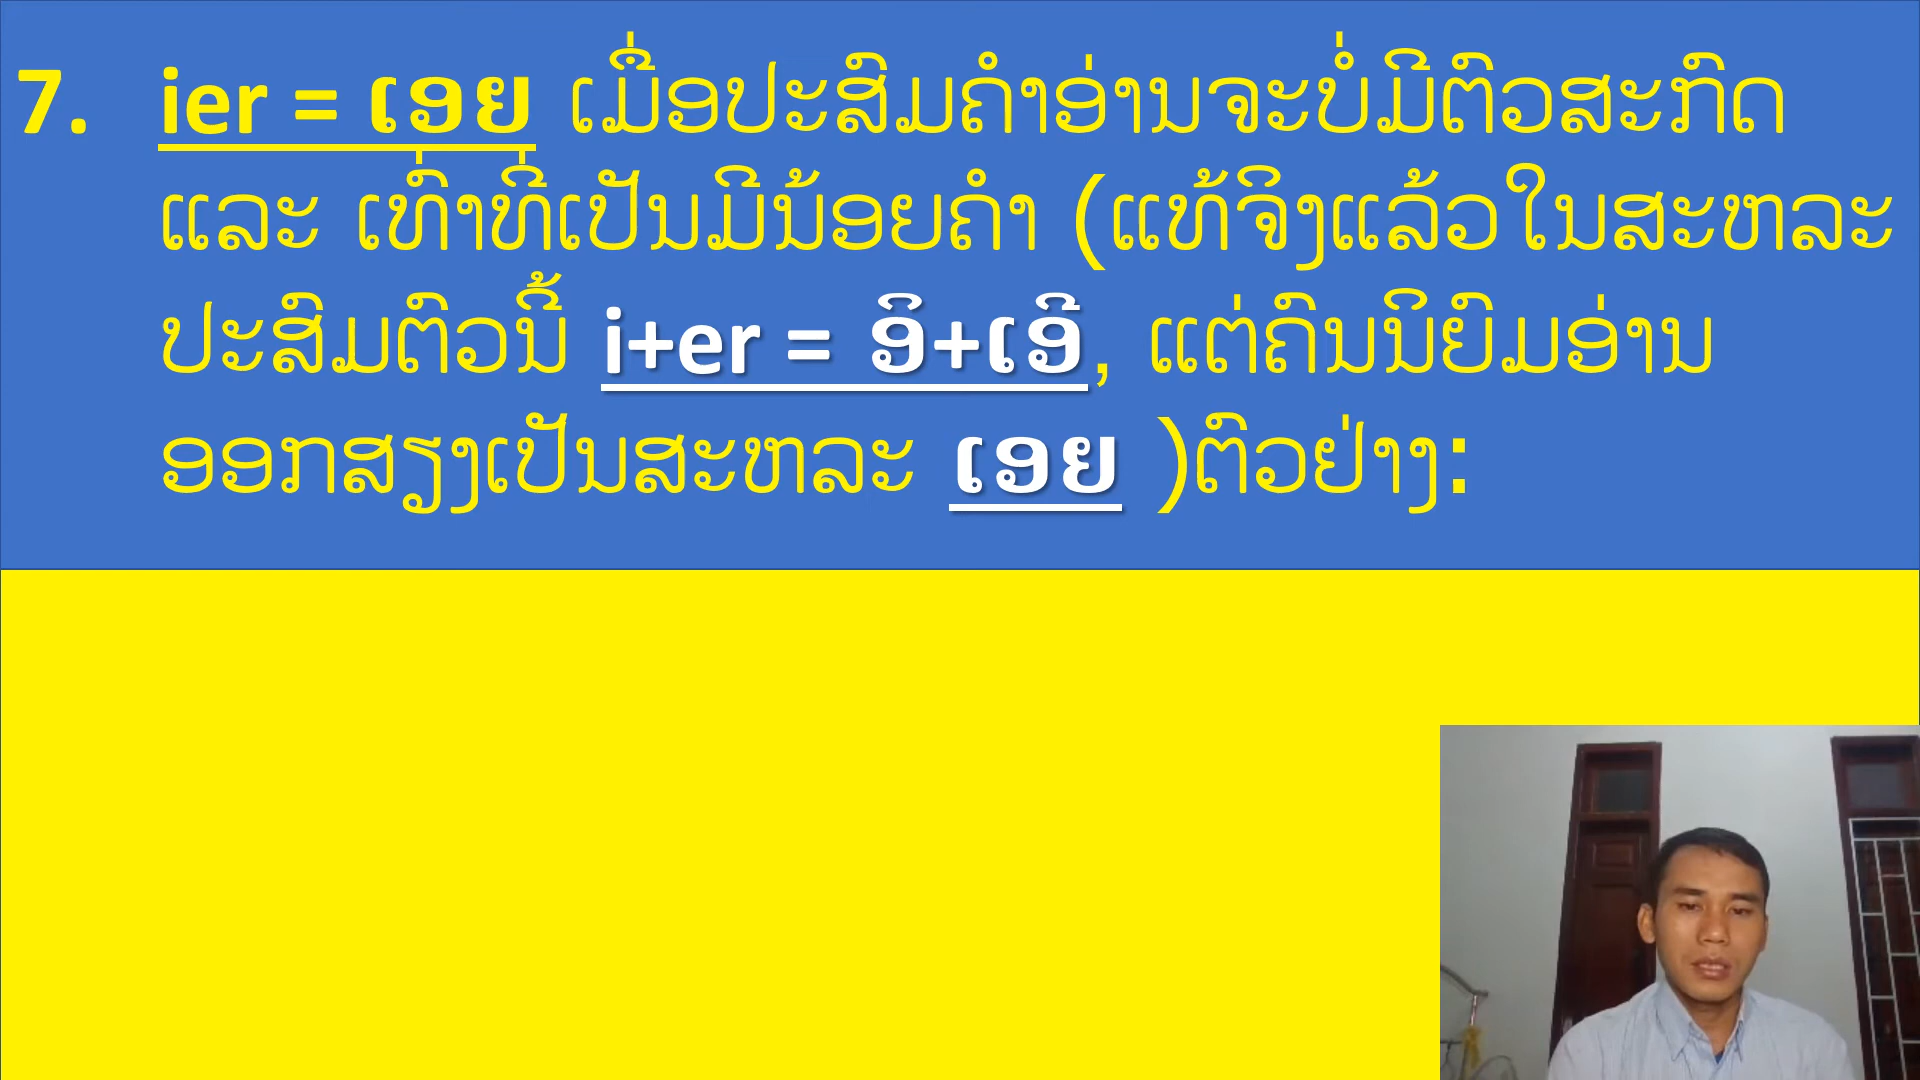 7. ier = ເອຍ ເມື່ອປະສົມຄໍາອ່ານຈະບໍ່ມີຕົວສະກົດ
ແລະ ເທົ່າທີ່ເປັນມີນ້ອຍຄໍາ (ແທ້ຈິງແລ້ວໃນສະຫລະ
ປະສົມຕົວນີ້ i+er = ອິ+ເອີ, ແຕ່ຄົນນິຍົມອ່ານ
ອອກສຽງເປັນສະຫລະ ເອຍ )ຕົວຢ່າງ: